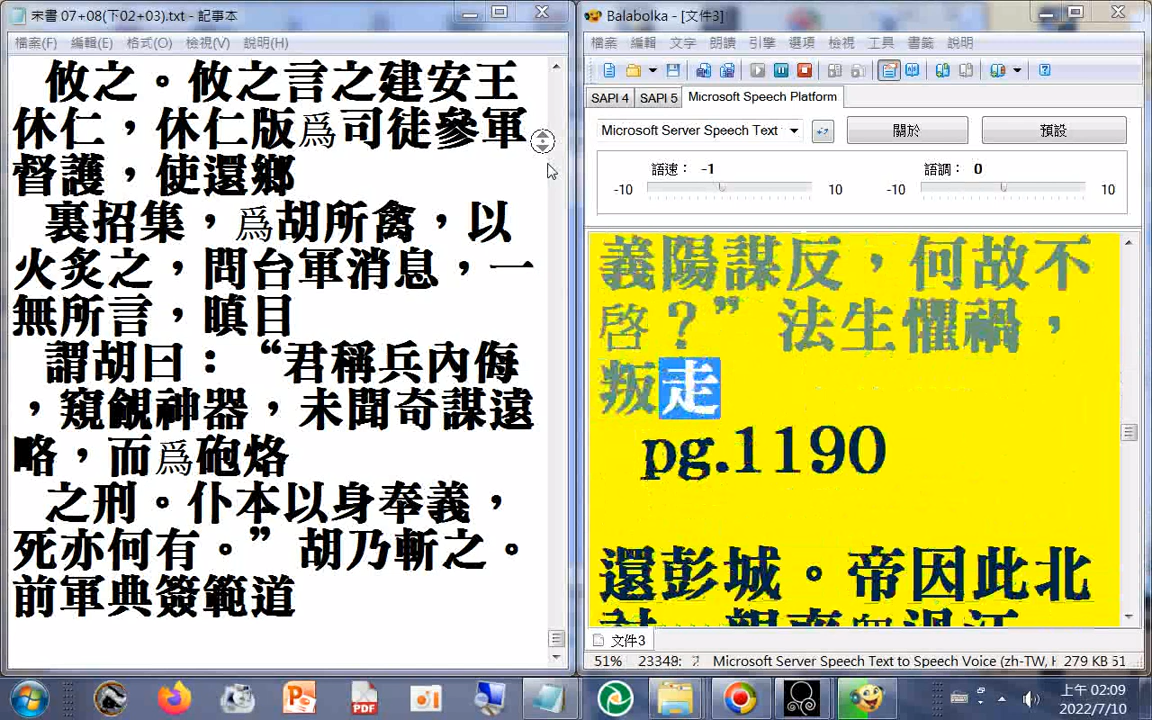 宋書 07+08(下02+03).txt - 記事本
檔案(F) 編輯(E) 格式(O) 檢視(V) 說明(H)
攸之。攸之言之建安王
休仁，休仁版爲司徒參軍
督護，使還鄉
裏招集，爲胡所禽，以
火炙之，問台軍消息，一
無所言，瞋目
謂胡曰：“君稱兵內侮
，窺覦神器，未聞奇謀遠
略，而爲砲烙
之刑。仆本以身奉義，
死亦何有。”胡乃斬之。
前軍典簽範道
Balabolka - [文件3]
檔案 編輯 文字 朗讀 引擎 選項 檢視 工具 書籤 說明
SAPI 4 SAPI 5 Microsoft Speech Platform
Microsoft Server Speech Text 關於 預設
語速： -1 語調： 0
-10 10 -10 10
義陽謀反，何故不
啓？”法生懼禍，
叛走
pg.1190
還彭城。帝因此北
文件3
51% Microsoft Server Speech Text to Speech Voice (zh-TW, 279 KB
上午 02:09
2022/7/10